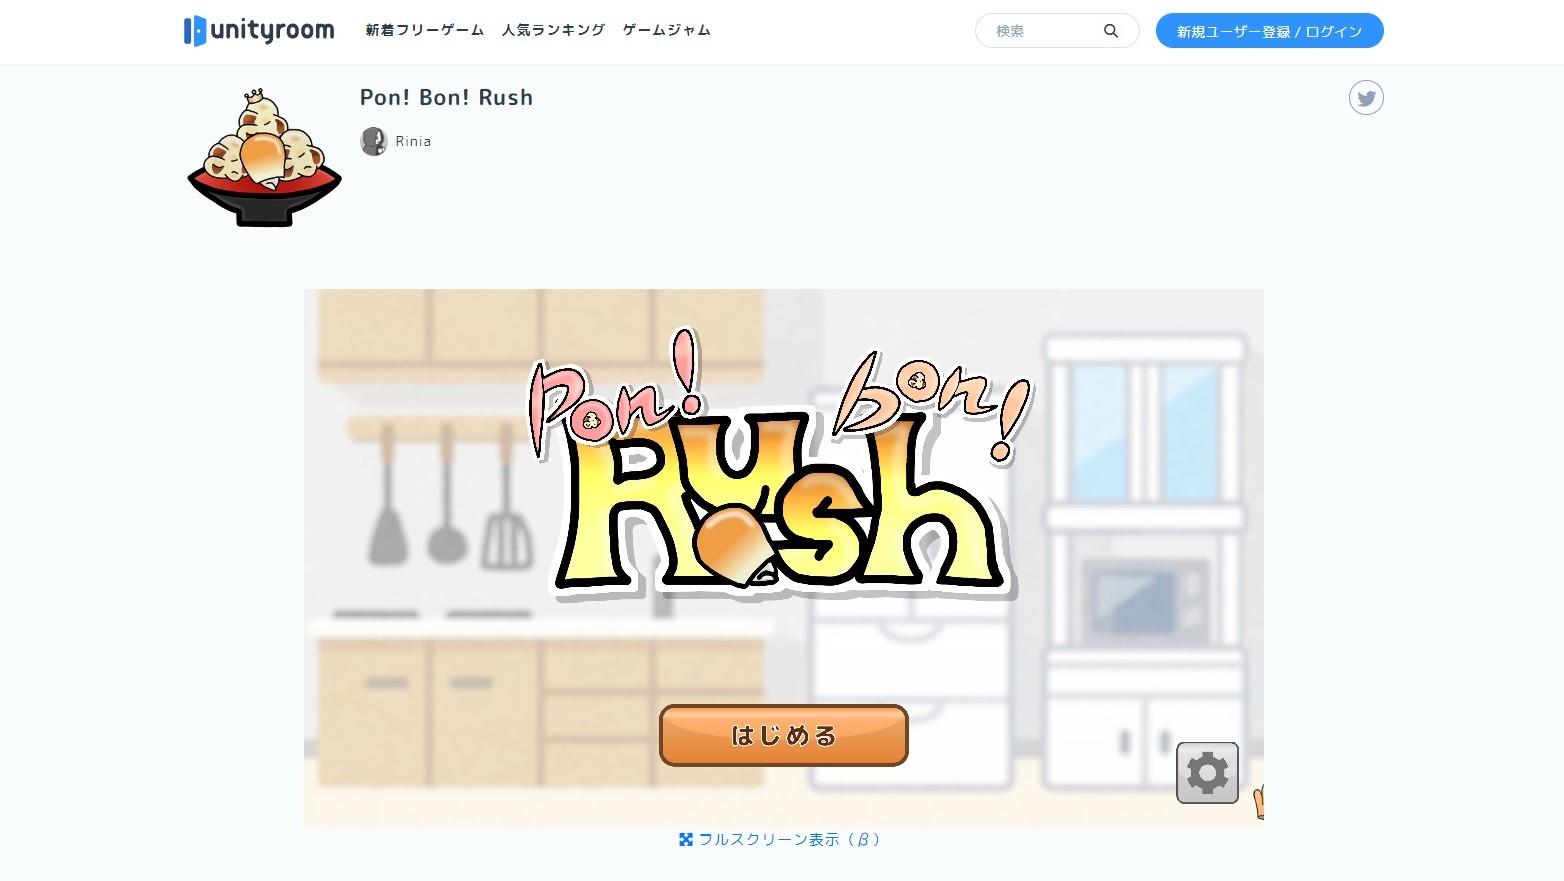 unityroom
新着フリーゲーム 人気ランキング ゲームジャム
検索
新規ユーザー登録 / ログイン
Pon! Bon! Rush
Rinia
Pon! bon!
Rush
はじめる
フルスクリーン表示（β）